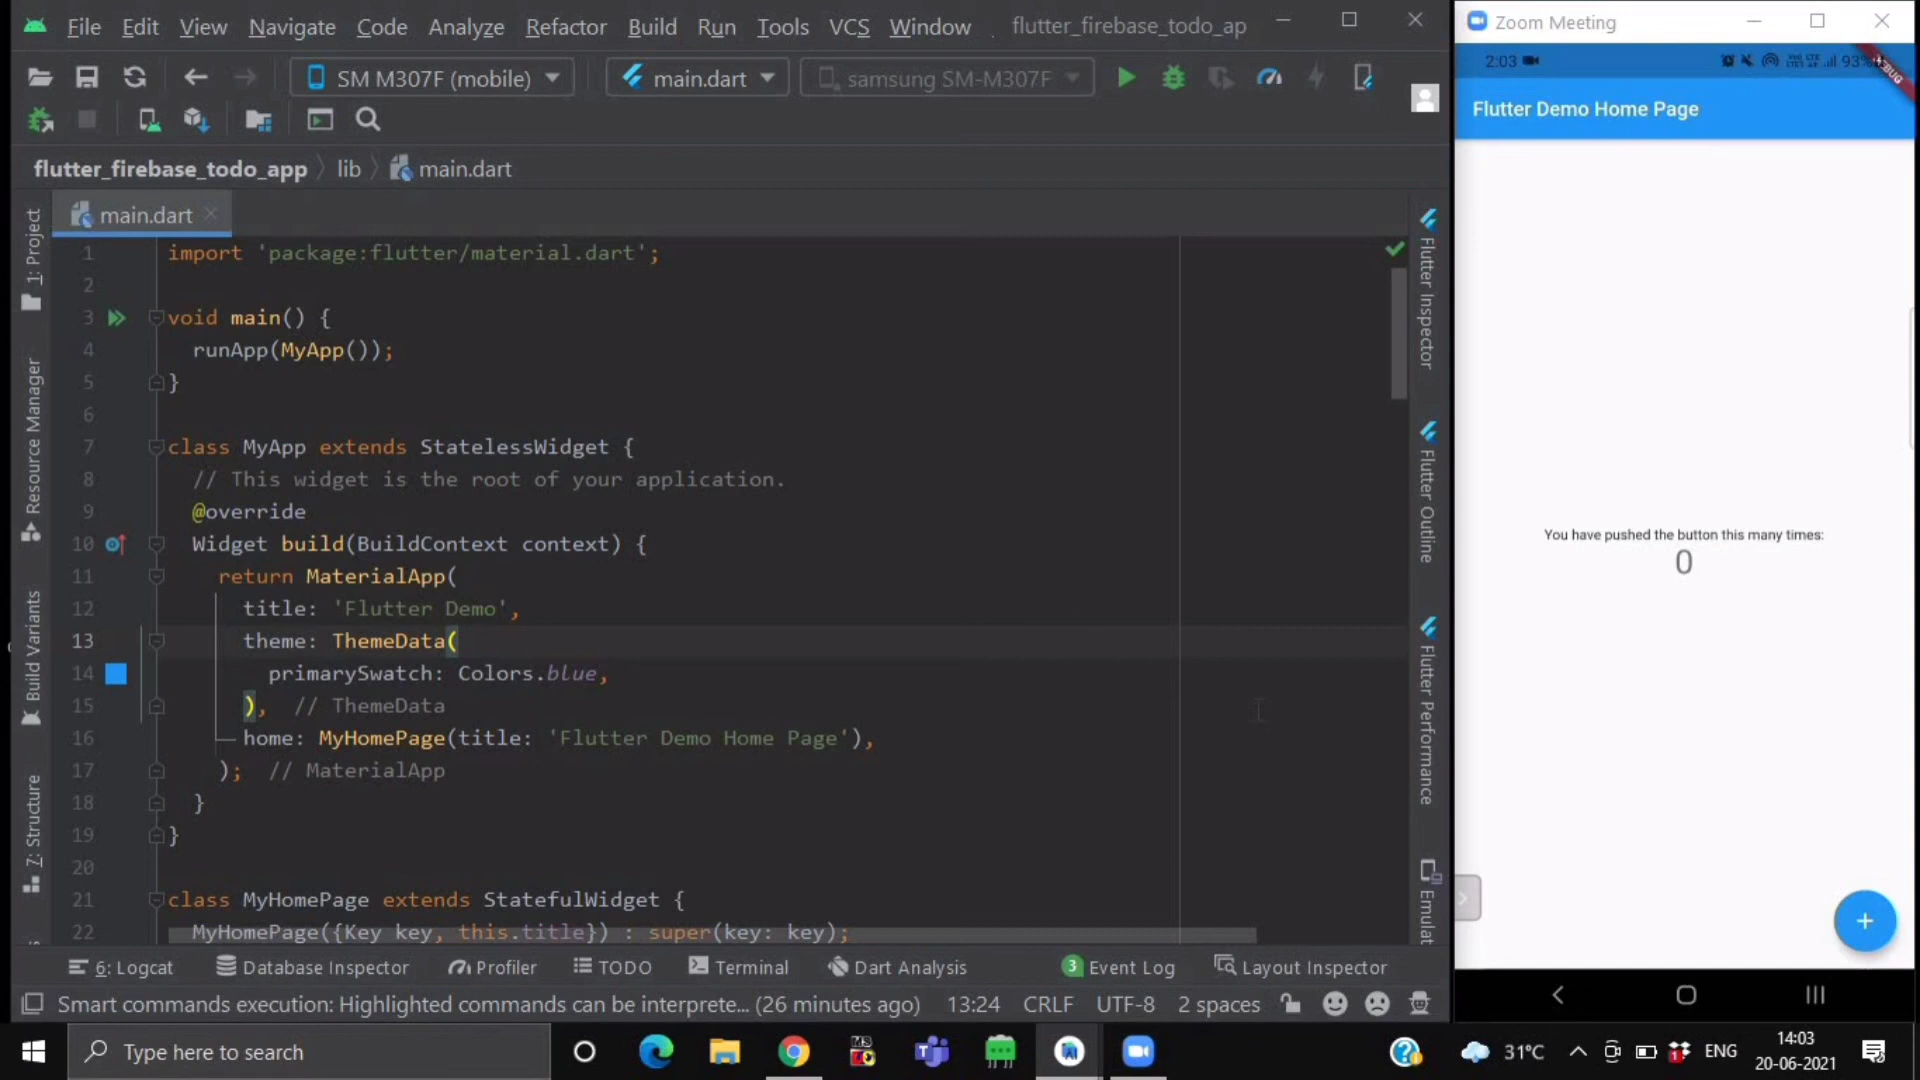 File Edit View Navigate Code Analyze Refactor Build Run Tools VCS Window flutter_firebase_todo_ap
SM M307F (mobile) main.dart samsung SM-M307F
flutter_firebase_todo_app lib main.dart
main.dart
1 import 'package:flutter/material.dart';
2
3 void main() {
4 runApp(MyApp());
5 }
6
7 class MyApp extends StatelessWidget {
8 // This widget is the root of your application.
9 @override
10 Widget build(BuildContext context) {
11 return MaterialApp(
12 title: 'Flutter Demo',
13 theme: ThemeData(
14 primarySwatch: Colors.blue,
15 ), // ThemeData
16 home: MyHomePage(title: 'Flutter Demo Home Page'),
17 ); // MaterialApp
18 }
19 }
20
21 class MyHomePage extends StatefulWidget {
22 MyHomePage({Key key, this.title}) : super(key: key);
1: Project
Resource Manager
Build Variants
7: Structure
Flutter Inspector
Flutter Outline
Flutter Performance
Emulat
6: Logcat Database Inspector Profiler TODO Terminal Dart Analysis 3 Event Log Layout Inspector
Smart commands execution: Highlighted commands can be interprete... (26 minutes ago) 13:24 CRLF UTF-8 2 spaces
Zoom Meeting
2:03 93%
Flutter Demo Home Page
You have pushed the button this many times:
0
+
Type here to search
31°C ENG
14:03
20-06-2021